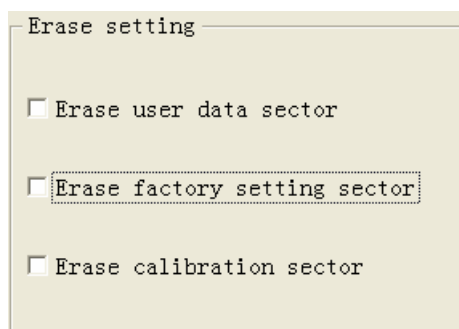 Erase setting
Erase user data sector
Erase factory setting sector
Erase calibration sector